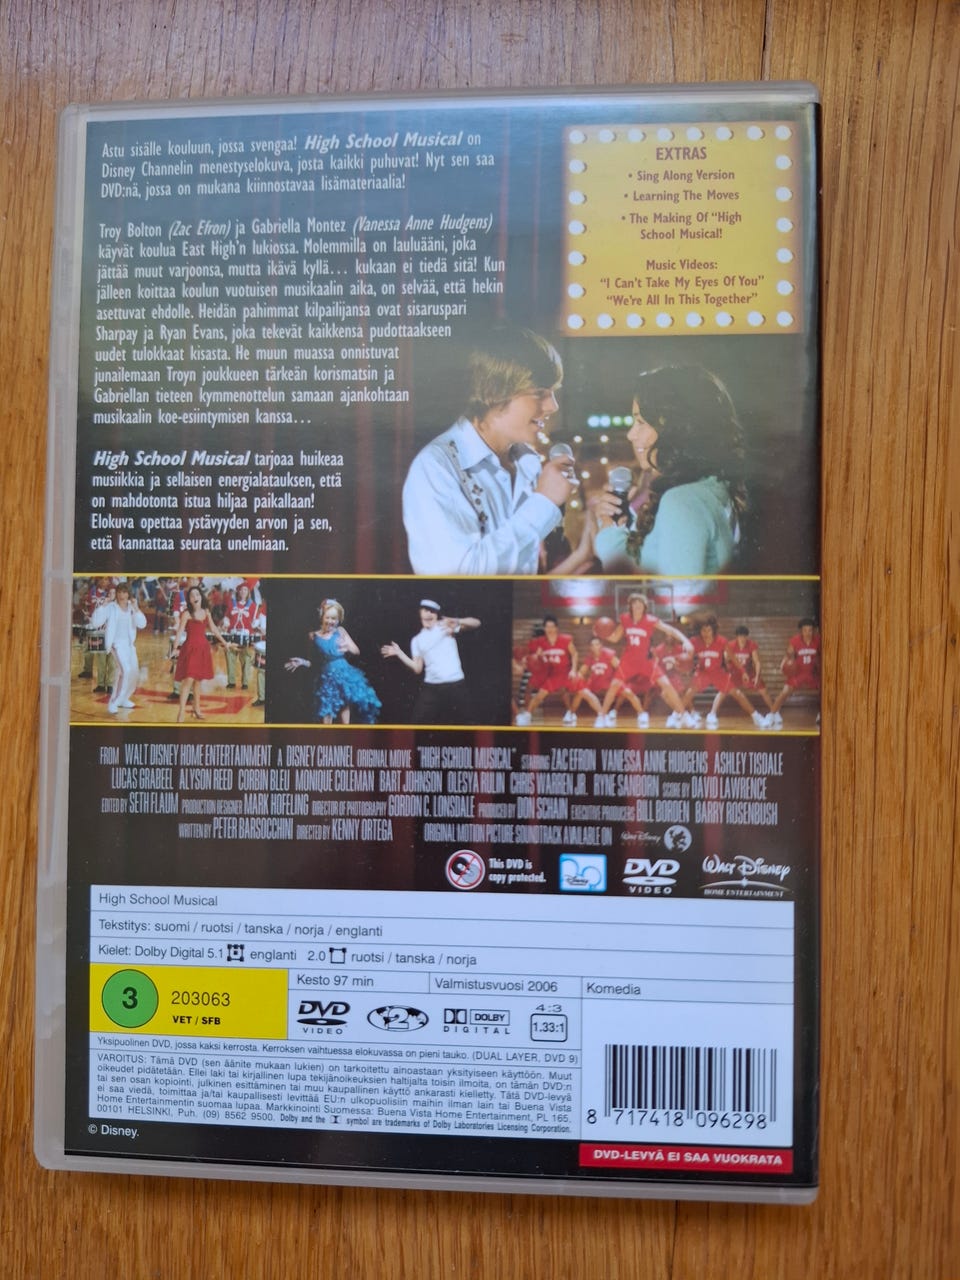 Astu sisälle kouluun, jossa svengaa! High School Musical on
Disney Channelin menestyselokuva, josta kaikki puhuvat! Nyt sen saa
DVD:nä, jossa on mukana kiinnostavaa lisämateriaalia!
Troy Bolton (Zac Efron) ja Gabriella Montez (Vanessa Anne Hudgens)
käyvät koulua East High'n lukiossa. Molemmilla on lauluääni, joka
jättää muut varjoonsa, mutta ikävä kyllä... kukaan ei tiedä sitä! Kun
jälleen koittaa koulun vuotuisen musikaalin aika, on selvää, että hekin
asettuvat ehdolle. Heidän pahimmat kilpailijansa ovat sisaruspari
Sharpay ja Ryan Evans, joka tekevät kaikkensa pudottaakseen
uudet tulokkaat kisasta. He muun muassa onnistuvat
junailemaan Troyn joukkueen tärkeän korismatsin ja
Gabriellan tieteen kymmenottelun samaan ajankohtaan
musikaalin koe-esiintymisen kanssa...
High School Musical tarjoaa huikeaa
musiikkia ja sellaisen energialatauksen, että
on mahdotonta istua hiljaa paikallaan!
Elokuva opettaa ystävyyden arvon ja sen,
että kannattaa seurata unelmiaan.
EXTRAS
• Sing Along Version
• Learning The Moves
• The Making Of "High
School Musical!
Music Videos:
"I Can't Take My Eyes Of You"
"We're All In This Together"
FROM WALT DISNEY HOME ENTERTAINMENT A DISNEY CHANNEL ORIGINAL MOVIE "HIGH SCHOOL MUSICAL" STARRING ZAC EFRON VANESSA ANNE HUDGENS ASHLEY TISDALE
LUCAS GRABEEL ALYSON REED CORBIN BLEU MONIQUE COLEMAN BART JOHNSON OLESYA RULIN CHRIS WARREN JR. RYNE SANBORN SCORE BY DAVID LAWRENCE
EDITED BY SETH FLAUM PRODUCTION DESIGNER MARK HOFELING DIRECTOR OF PHOTOGRAPHY GORDON C. LONSDALE PRODUCED BY DON SCHAIN EXECUTIVE PRODUCERS BILL BORDEN BARRY ROSENBUSH
WRITTEN BY PETER BARSOCCHINI DIRECTED BY KENNY ORTEGA ORIGINAL MOTION PICTURE SOUNDTRACK AVAILABLE ON Walt Disney
This DVD is
copy protected.
Disney
DVD
VIDEO
WALT DISNEY
HOME ENTERTAINMENT
High School Musical
Tekstitys: suomi / ruotsi / tanska / norja / englanti
Kielet: Dolby Digital 5.1 englanti 2.0 ruotsi / tanska / norja
3
203063
VET / SFB
Kesto 97 min
Valmistusvuosi 2006
Komedia
DVD
VIDEO
2
DOLBY
DIGITAL
4:3
1.33:1
Yksipuolinen DVD, jossa kaksi kerrosta. Kerroksen vaihtuessa elokuvassa on pieni tauko. (DUAL LAYER, DVD 9)
VAROITUS: Tämä DVD (sen äänite mukaan lukien) on tarkoitettu ainoastaan yksityiseen käyttöön. Muut
oikeudet pidätetään. Ellei laki tai kirjallinen lupa tekijänoikeuksien haltijalta toisin ilmoita, on tämän DVD:n
tai sen osan kopiointi, julkinen esittäminen tai muu kaupallinen käyttö ankarasti kielletty. Tätä DVD-levyä
ei saa viedä, toimittaa ja/tai kaupallisesti levittää EU:n ulkopuolisiin maihin ilman lain tai Buena Vista
Home Entertainmentin suomaa lupaa. Markkinointi Suomessa: Buena Vista Home Entertainment, PL 165,
00101 HELSINKI, Puh. (09) 8562 9500. Dolby and the symbol are trademarks of Dolby Laboratories Licensing Corporation.
8 717418 096298
© Disney.
DVD-LEVYÄ EI SAA VUOKRATA